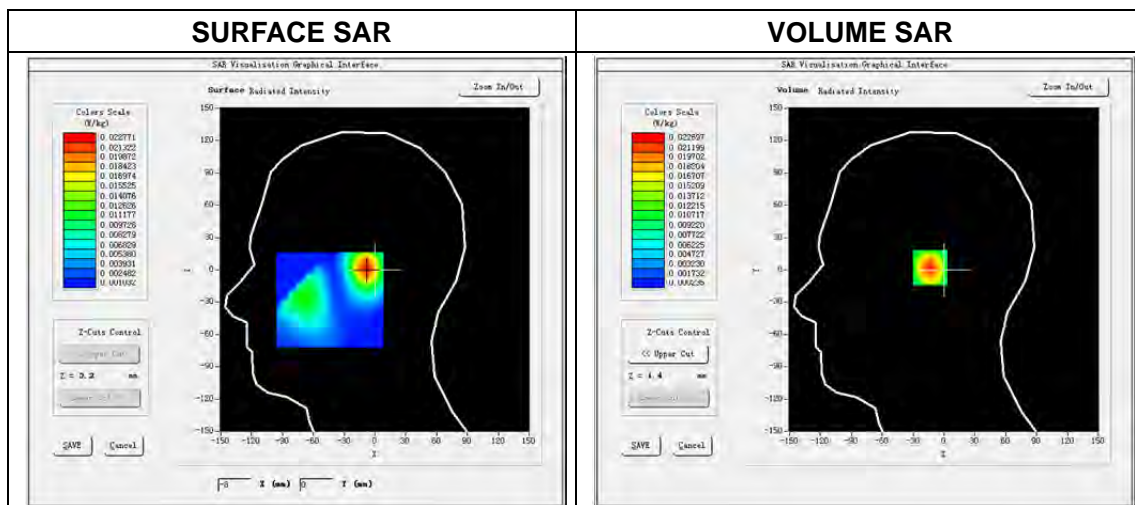 SURFACE SAR
VOLUME SAR
SAR Visualisation Graphical Interface
Surface Radiated Intensity
Zoom In/Out
Colors Scale
(W/kg)
0.022771
0.021322
0.019872
0.018423
0.016974
0.015525
0.014076
0.012626
0.011177
0.009728
0.008279
0.006829
0.005380
0.003931
0.002482
0.001032
150
120
90
60
30
0
-30
-60
-90
-120
-150
-150 -120 -90 -60 -30 0 30 60 90 120 150
X
Z-Cuts Control
mm
SAVE Cancel
X (mm) 0 Y (mm)
SAR Visualisation Graphical Interface
Volume Radiated Intensity
Zoom In/Out
Colors Scale
(W/kg)
0.022697
0.021199
0.019702
0.018204
0.016707
0.015209
0.013712
0.012215
0.010717
0.009220
0.007722
0.006225
0.004727
0.003230
0.001732
0.000235
150
120
90
60
30
0
-30
-60
-90
-120
-150
-150 -120 -90 -60 -30 0 30 60 90 120 150
X
Z-Cuts Control
<< Upper Cut
mm
SAVE Cancel